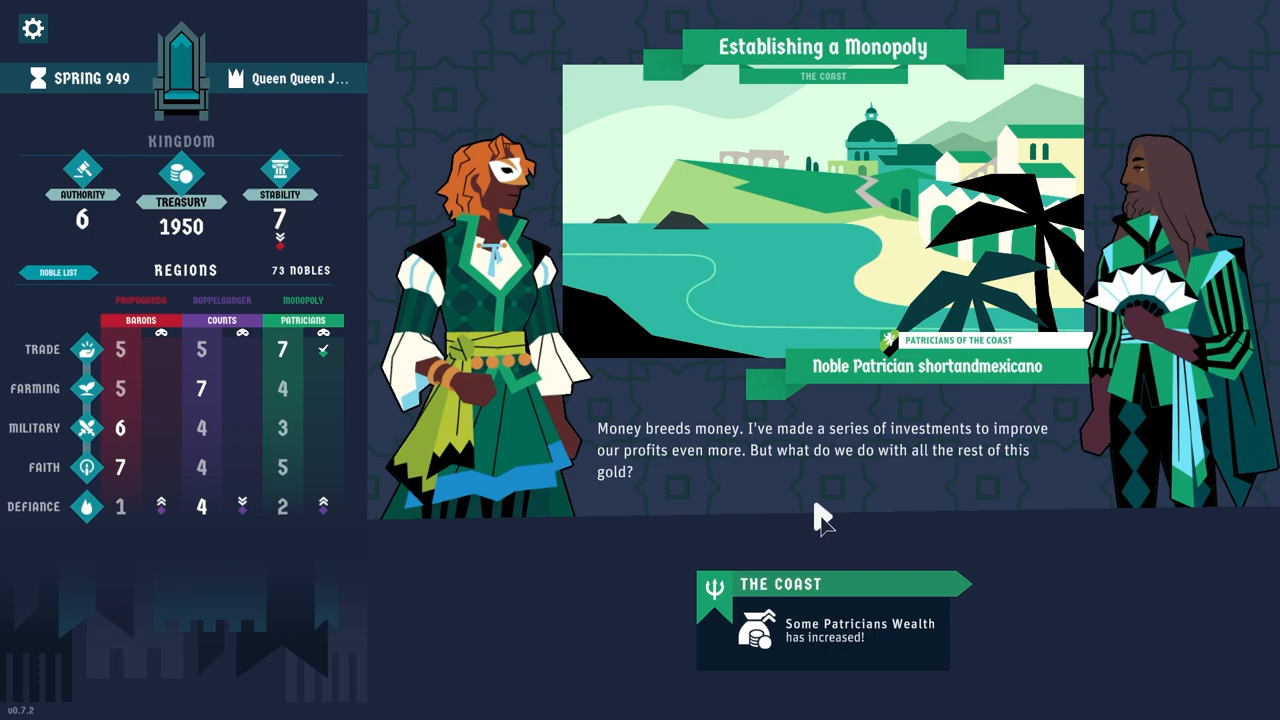 SPRING 949
Queen Queen J...
KINGDOM
AUTHORITY
TREASURY
STABILITY
6
1950
7
NOBLE LIST
REGIONS
73 NOBLES
PROPAGANDA
DOPPELGANGER
MONOPOLY
BARONS
COUNTS
PATRICIANS
TRADE 5 5 7
FARMING 5 7 4
MILITARY 6 4 3
FAITH 7 4 5
DEFIANCE 1 4 2
v0.7.2
Establishing a Monopoly
THE COAST
PATRICIANS OF THE COAST
Noble Patrician shortandmexicano
Money breeds money. I've made a series of investments to improve
our profits even more. But what do we do with all the rest of this
gold?
THE COAST
Some Patricians Wealth
has increased!